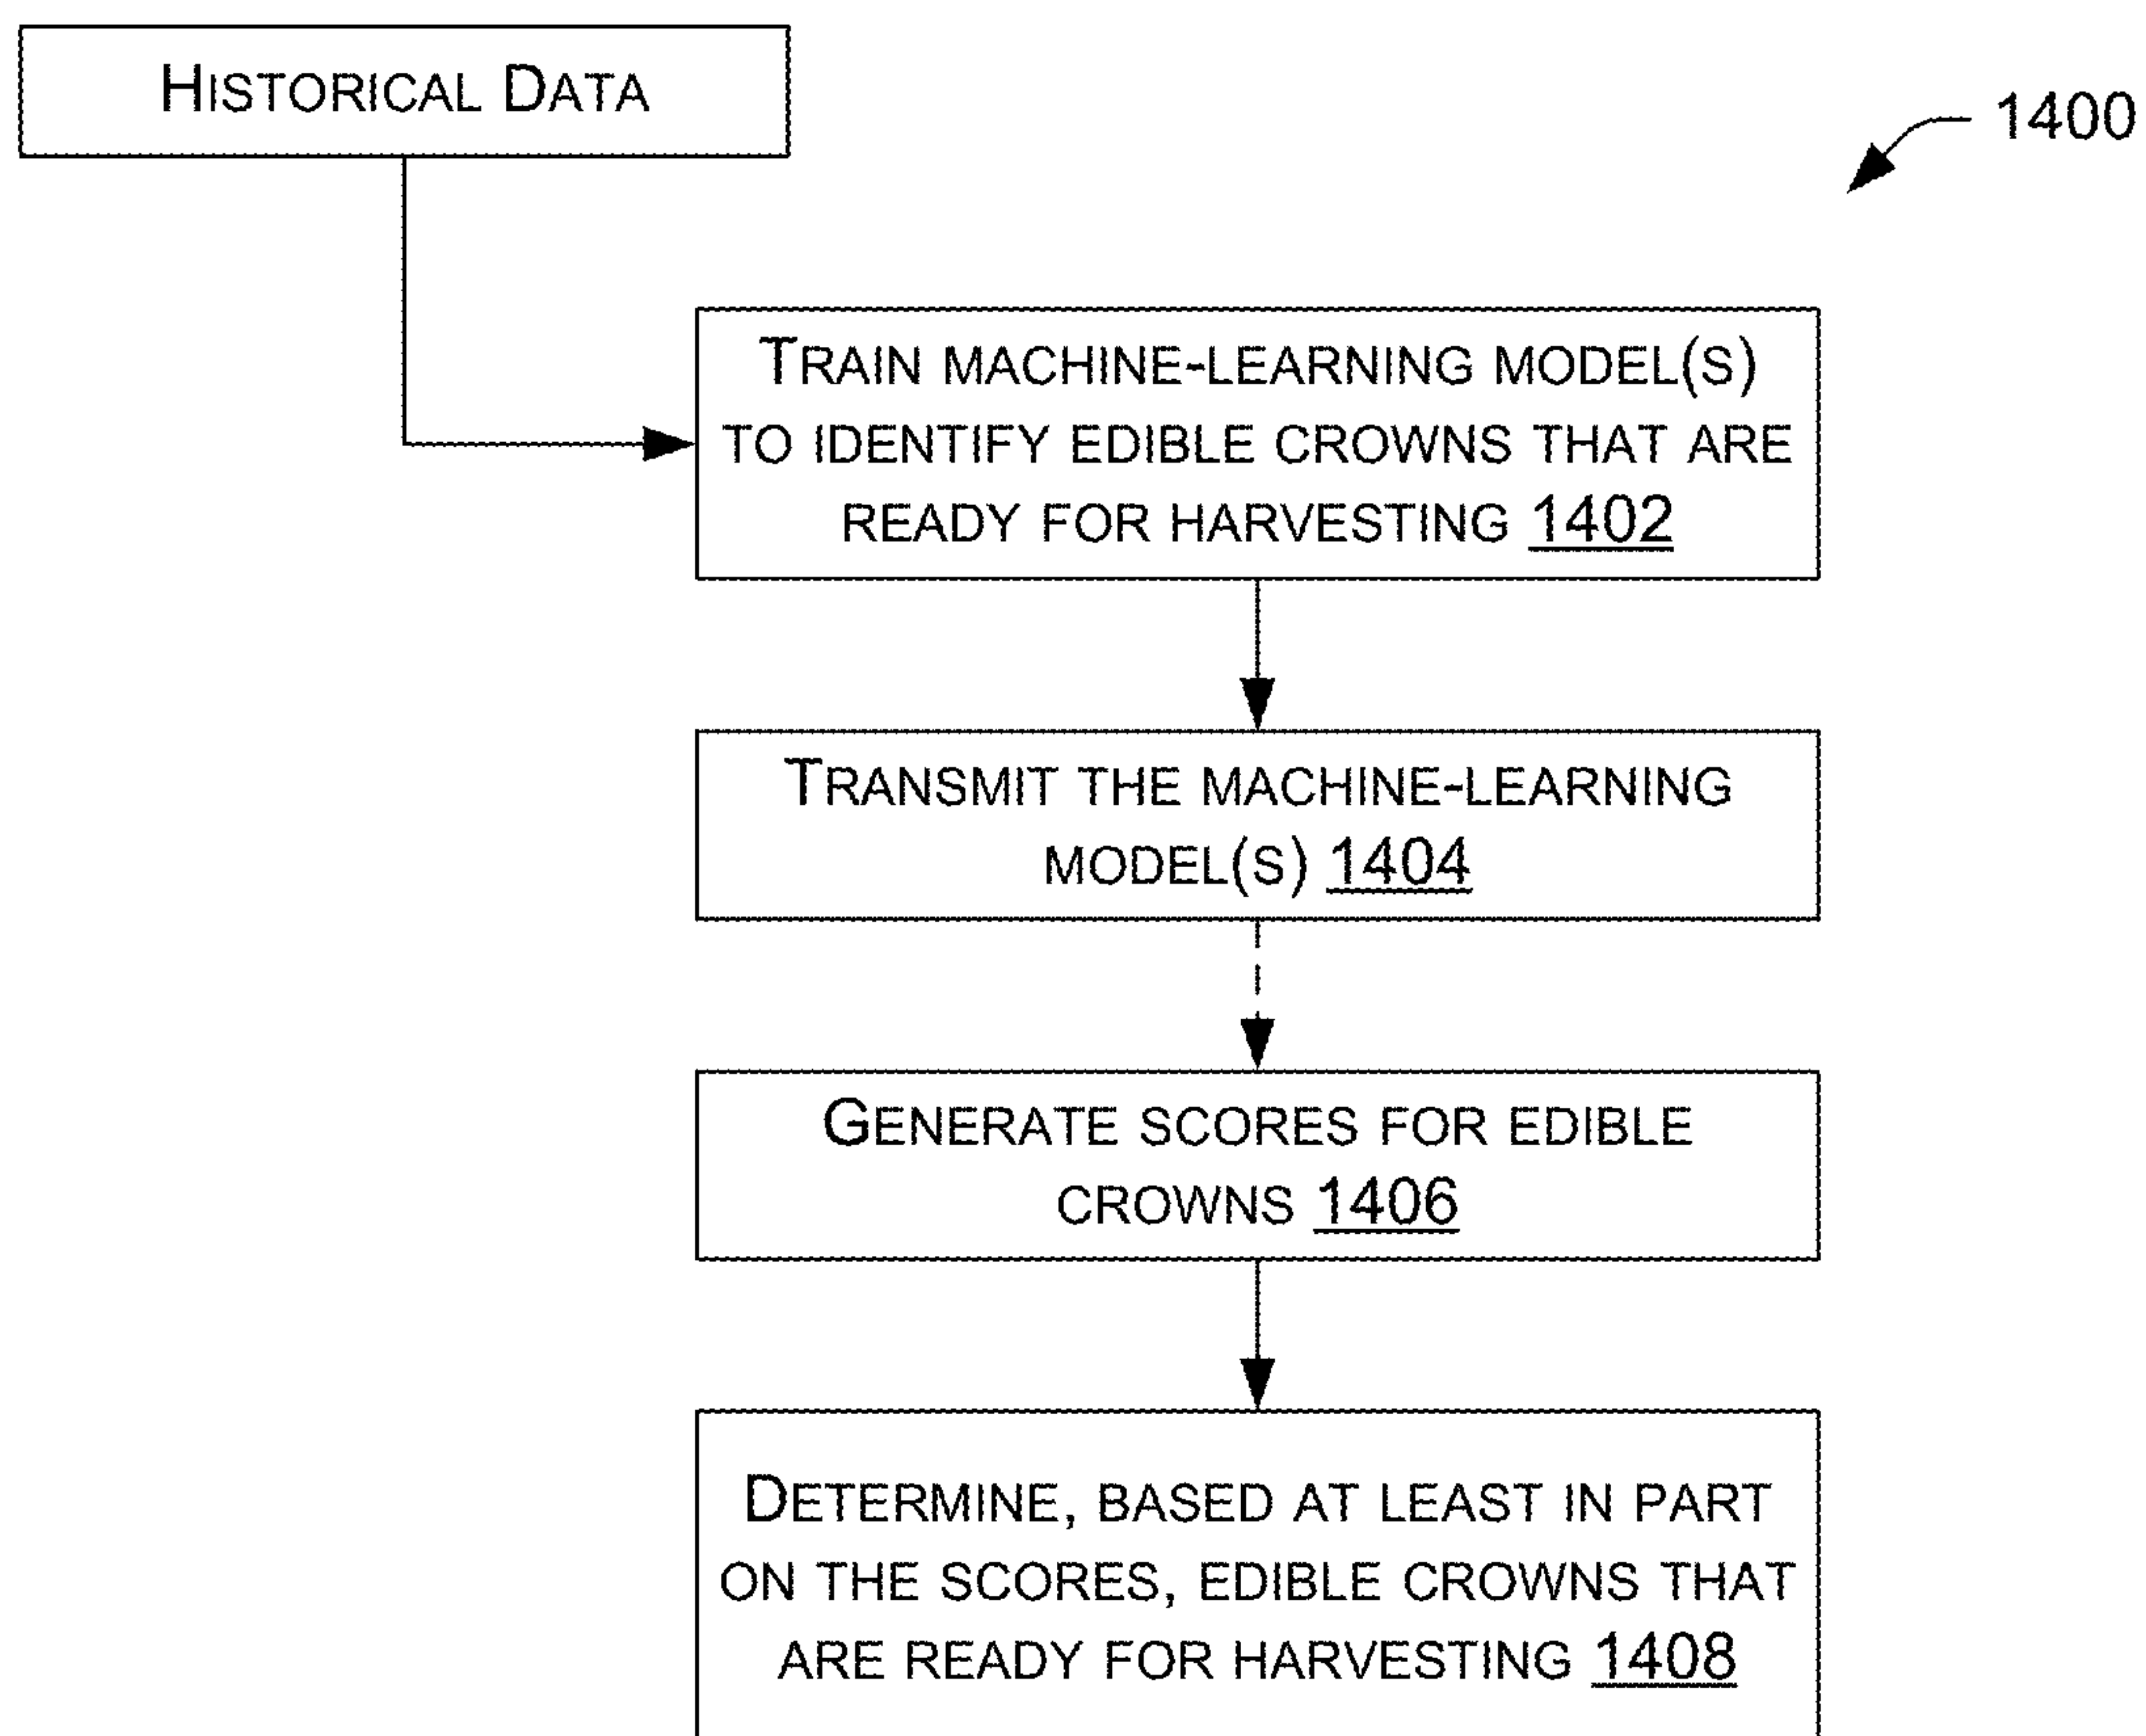 HISTORICAL DATA
1400
TRAIN MACHINE-LEARNING MODEL(S)
TO IDENTIFY EDIBLE CROWNS THAT ARE
READY FOR HARVESTING 1402
TRANSMIT THE MACHINE-LEARNING
MODEL(S) 1404
GENERATE SCORES FOR EDIBLE
CROWNS 1406
DETERMINE, BASED AT LEAST IN PART
ON THE SCORES, EDIBLE CROWNS THAT
ARE READY FOR HARVESTING 1408